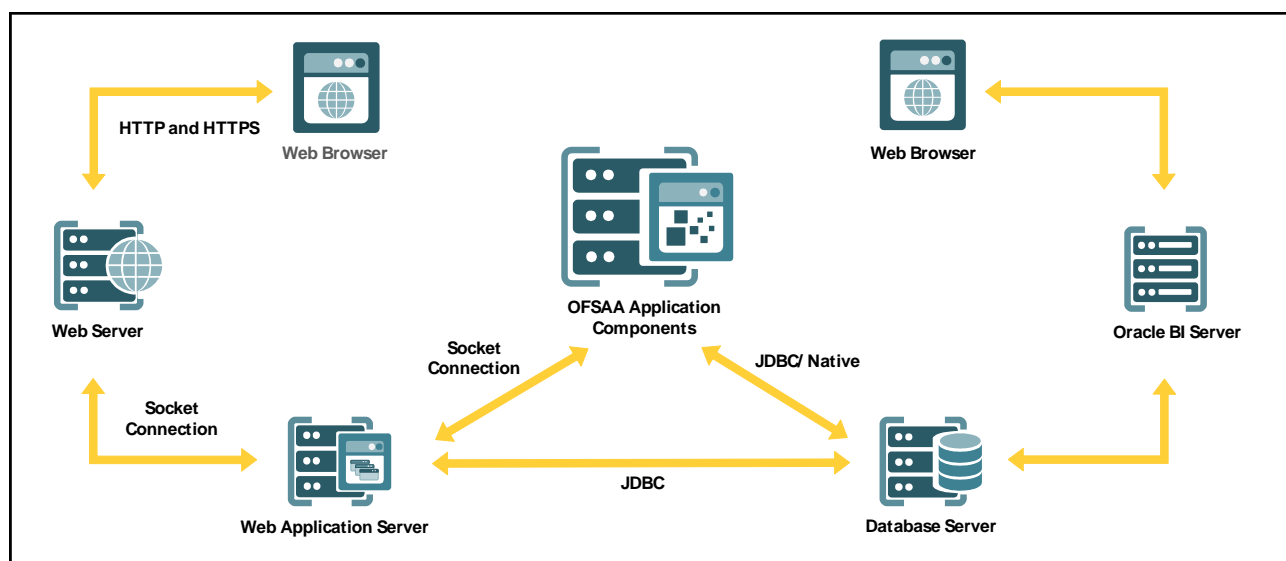 HTTP and HTTPS
Web Browser
Web Browser
Web Server
OFSAA Application
Components
Oracle BI Server
Socket
Connection
JDBC/ Native
Socket
Connection
JDBC
Web Application Server
Database Server